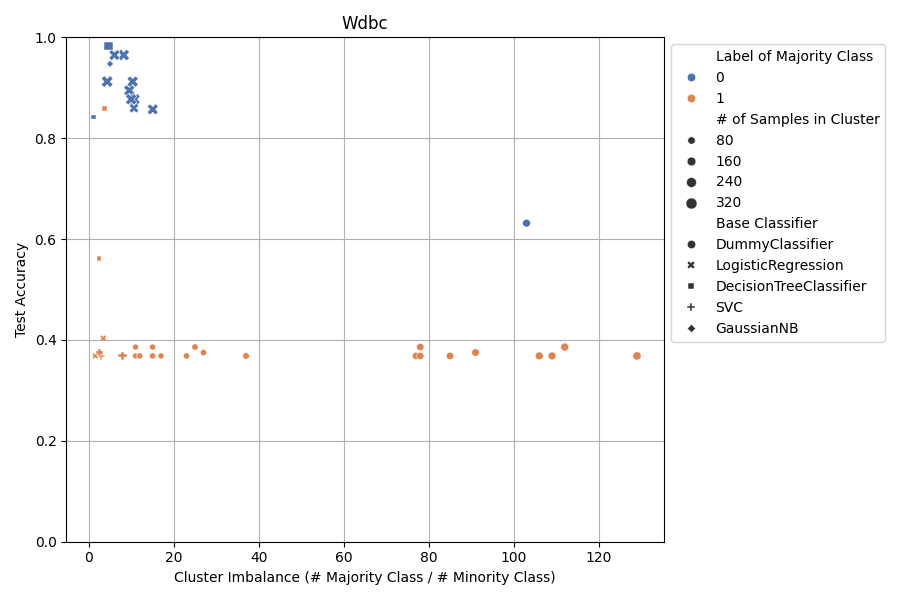 Wdbc
1.0
0.8
0.6
0.4
0.2
0.0
Test Accuracy
0
20
40
60
80
100
120
Cluster Imbalance (# Majority Class / # Minority Class)
Label of Majority Class
0
1
# of Samples in Cluster
80
160
240
320
Base Classifier
DummyClassifier
LogisticRegression
DecisionTreeClassifier
SVC
GaussianNB